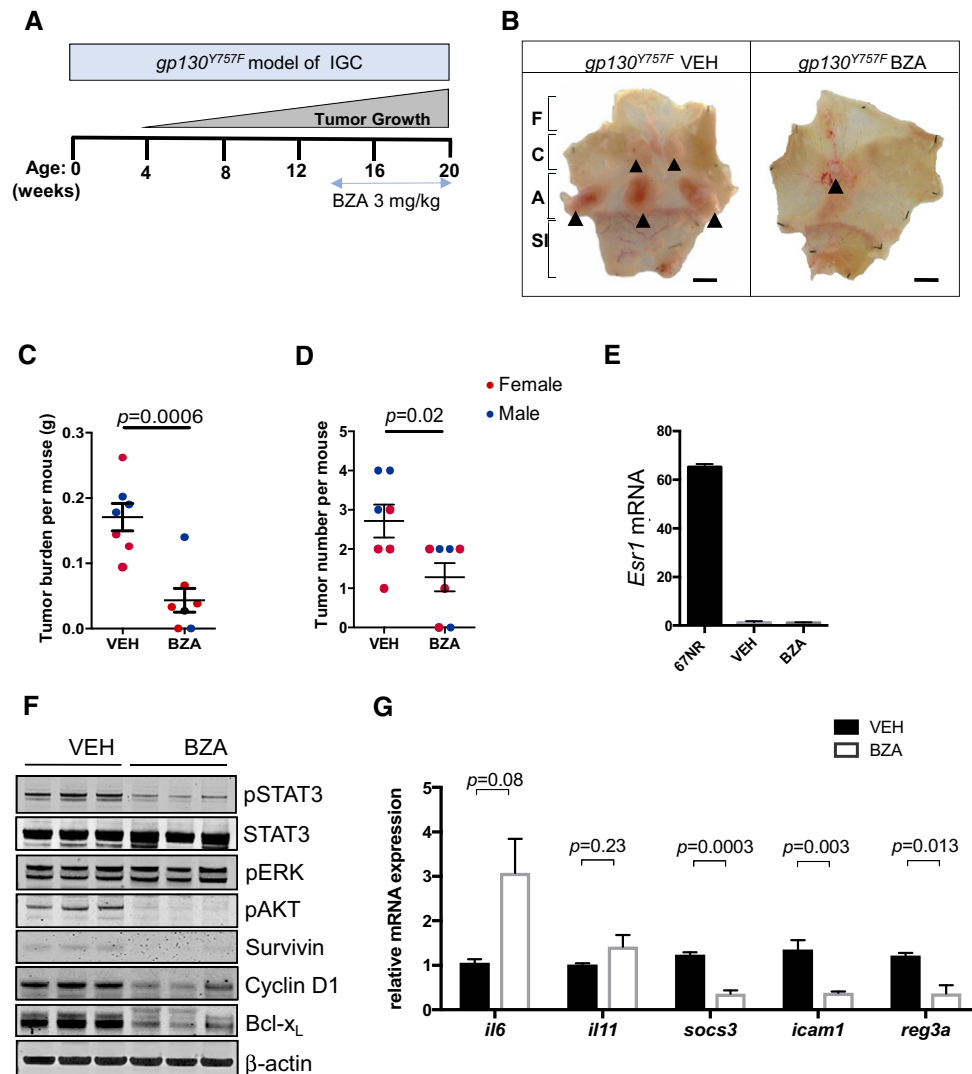 A
gp130Y757F model of IGC
Tumor Growth
Age: 0 4 8 12 16 20
(weeks)
BZA 3 mg/kg
B
gp130Y757F VEH
gp130Y757F BZA
F
C
A
SI
C
p=0.0006
Tumor burden per mouse (g)
0.3
0.2
0.1
0.0
VEH BZA
D
Female
Male
p=0.02
Tumor number per mouse
5
4
3
2
1
0
VEH BZA
E
Esr1 mRNA
80
60
40
20
0
67NR VEH BZA
F
VEH BZA
pSTAT3
STAT3
pERK
pAKT
Survivin
Cyclin D1
Bcl-xL
β-actin
G
VEH
BZA
relative mRNA expression
5
4
3
2
1
0
p=0.08
p=0.23
p=0.0003
p=0.003
p=0.013
il6 il11 socs3 icam1 reg3a